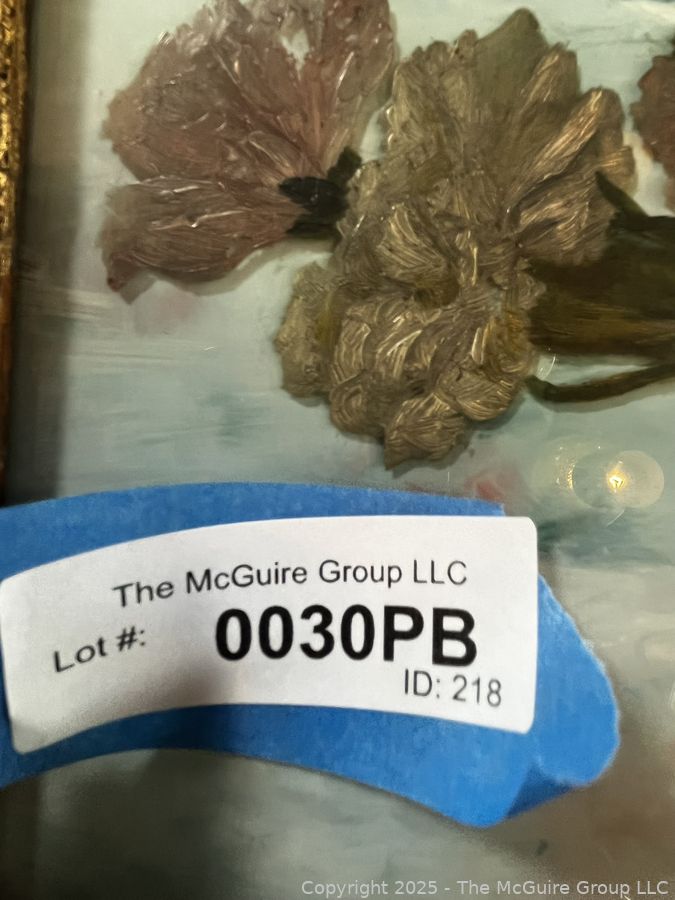 The McGuire Group LLC
Lot #:
0030PB
ID: 218
Copyright 2025 - The McGuire Group LLC